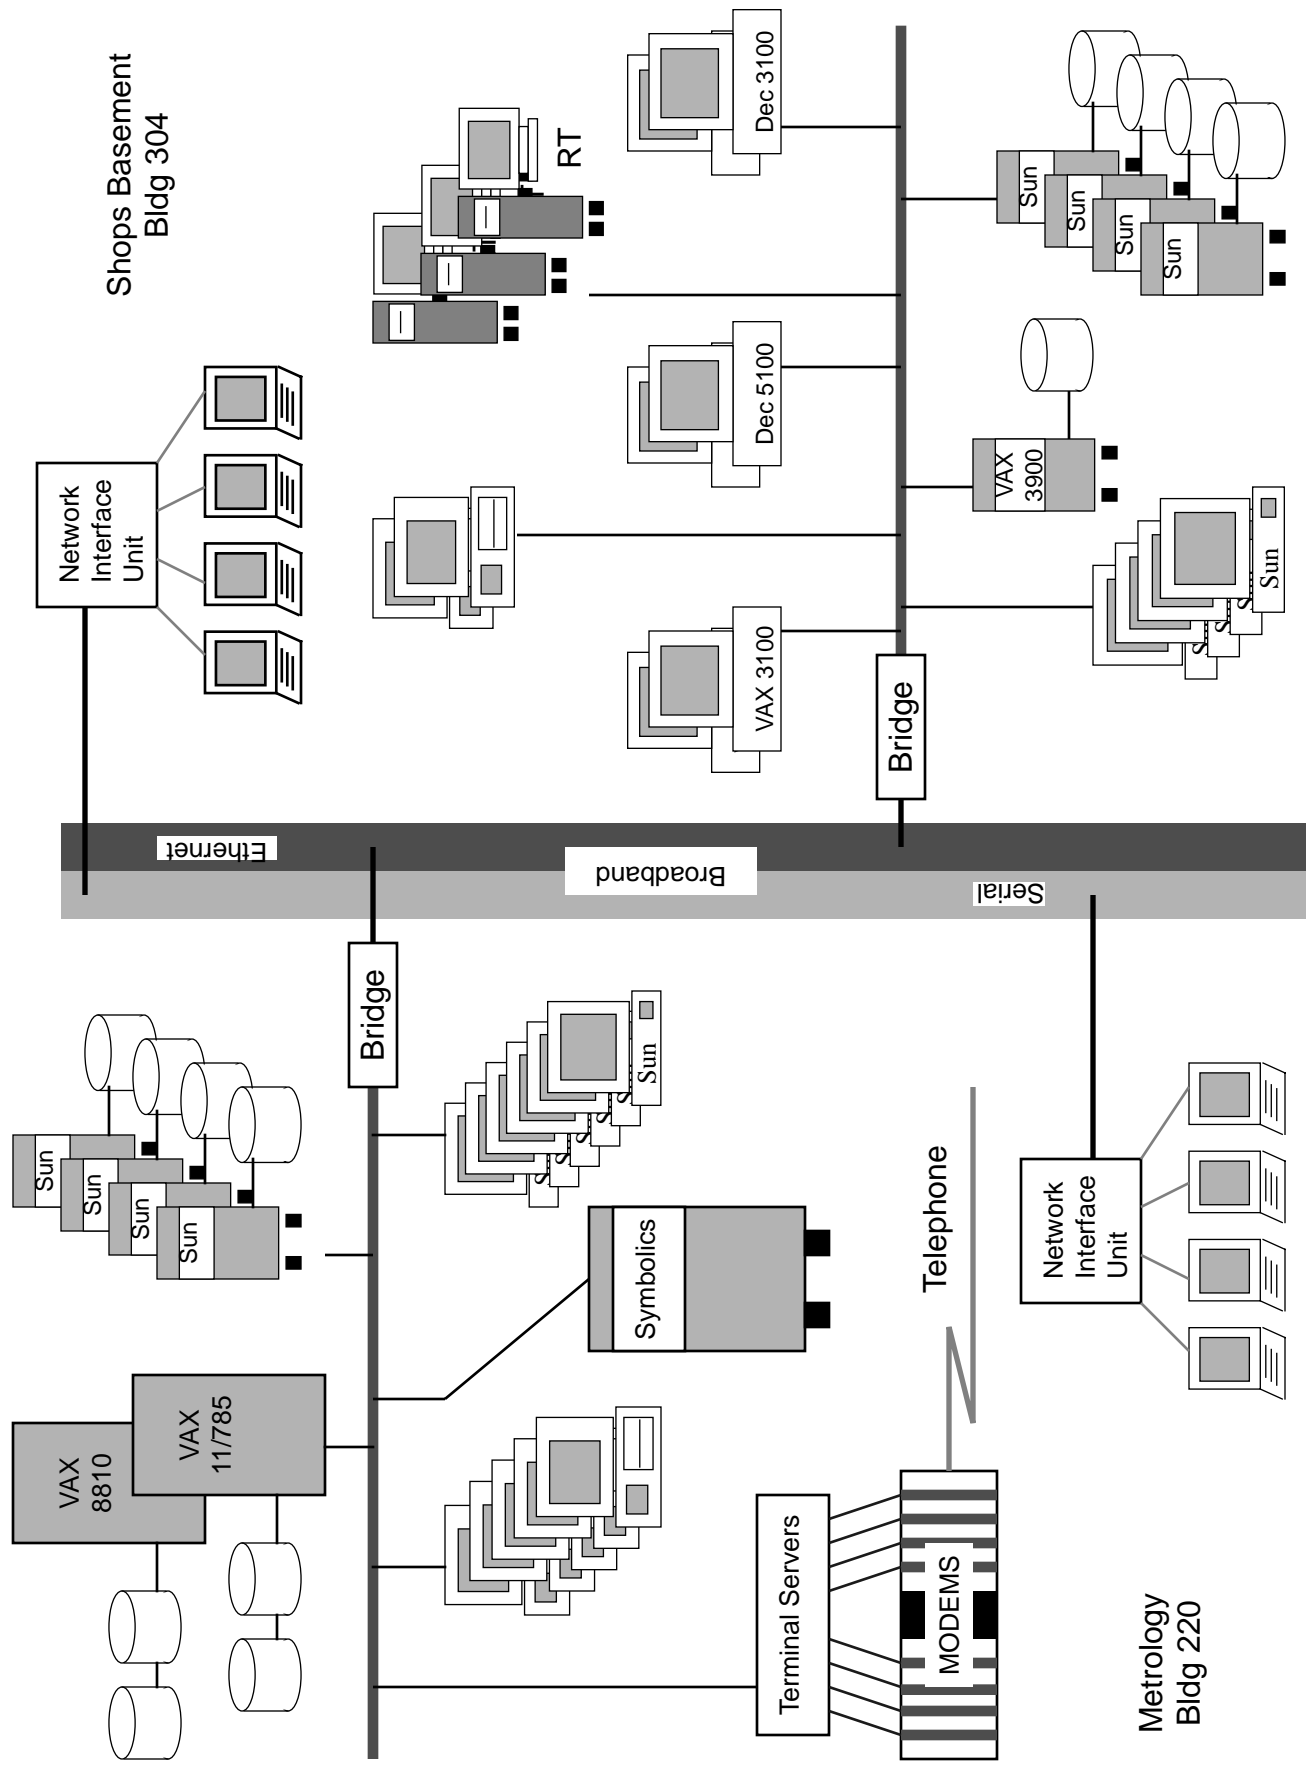 VAX
8810
VAX
11/785
Sun
Sun
Sun
Sun
Bridge
Symbolics
Sun
Terminal Servers
MODEMS
Telephone
Network
Interface
Unit
Metrology
Bldg 220
Ethernet
Broadband
Serial
Network
Interface
Unit
Shops Basement
Bldg 304
RT
VAX 3100
Dec 5100
Dec 3100
Bridge
VAX
3900
Sun
Sun
Sun
Sun
Sun